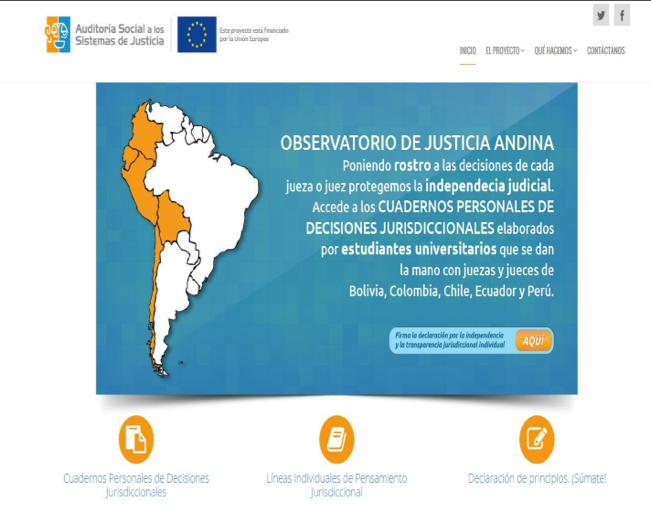 Auditoría Social a los
Sistemas de Justicia
Este proyecto está financiado
por la Unión Europea
INICIO EL PROYECTO QUÉ HACEMOS CONTÁCTANOS
OBSERVATORIO DE JUSTICIA ANDINA
Poniendo rostro a las decisiones de cada
jueza o juez protegemos la independecia judicial.
Accede a los CUADERNOS PERSONALES DE
DECISIONES JURISDICCIONALES elaborados
por estudiantes universitarios que se dan
la mano con juezas y jueces de
Bolivia, Colombia, Chile, Ecuador y Perú.
Firma la declaración por la independencia
y la transparencia jurisdiccional individual
AQUÍ
Cuadernos Personales de Decisiones
Jurisdiccionales
Líneas Individuales de Pensamiento
Jurisdiccional
Declaración de principios. ¡Súmate!